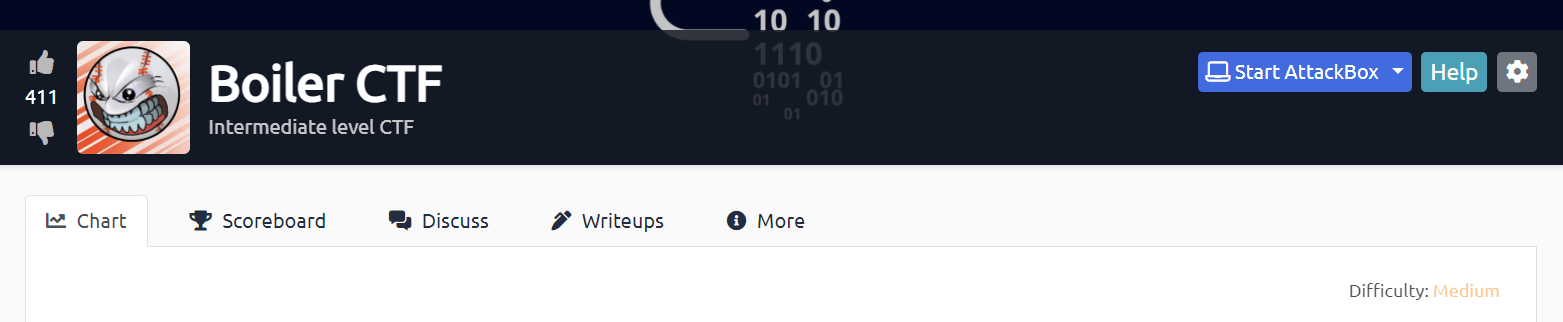 10 10
1110
0101 01
01 010
01
411
Boiler CTF
Intermediate level CTF
Start AttackBox
Help
Chart
Scoreboard
Discuss
Writeups
More
Difficulty: Medium